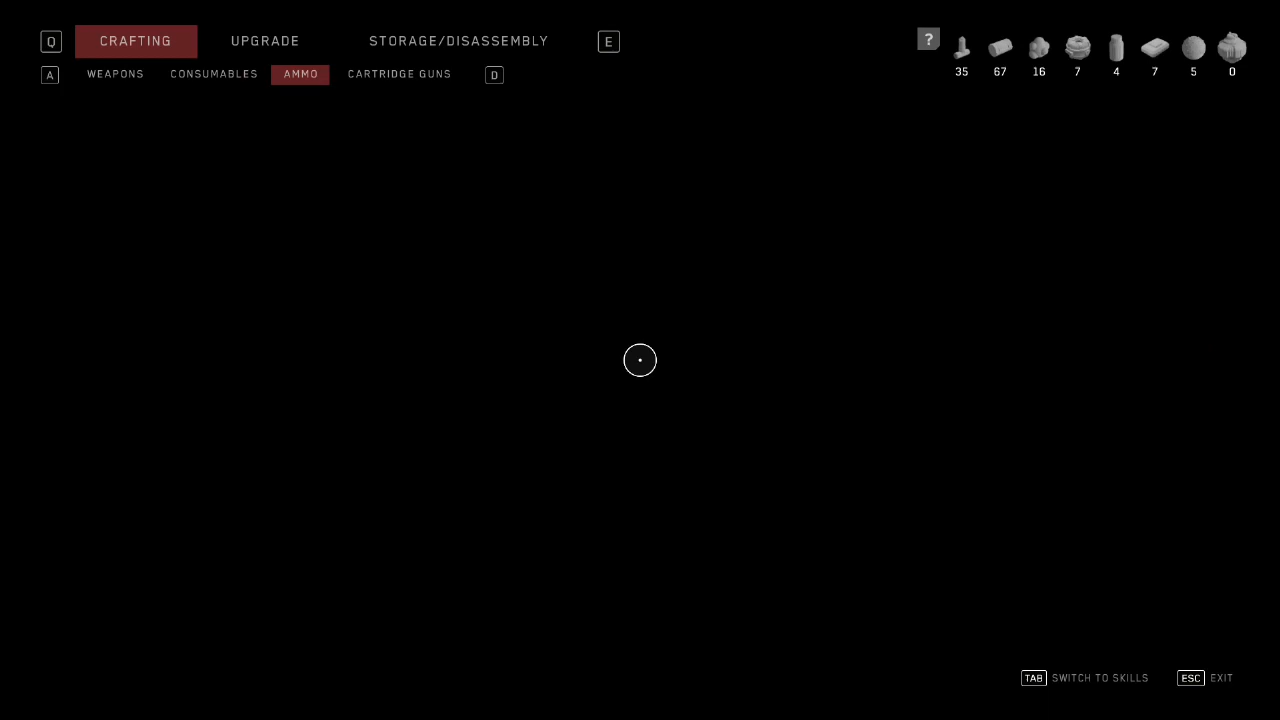 Q CRAFTING UPGRADE STORAGE/DISASSEMBLY E ?
A WEAPONS CONSUMABLES AMMO CARTRIDGE GUNS D
35 67 16 7 4 7 5 0
TAB SWITCH TO SKILLS ESC EXIT